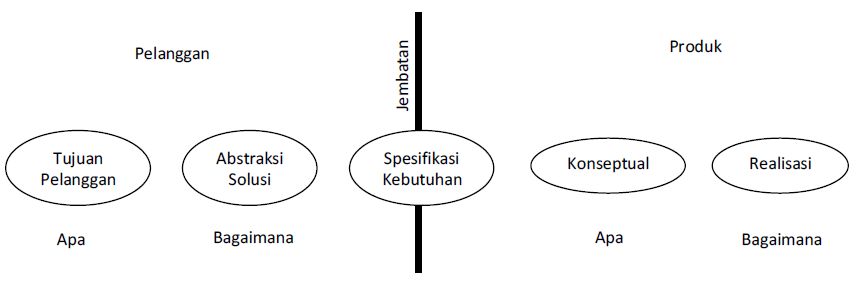 Pelanggan
Produk
Jembatan
Tujuan
Pelanggan
Abstraksi
Solusi
Spesifikasi
Kebutuhan
Konseptual
Realisasi
Apa
Bagaimana
Apa
Bagaimana